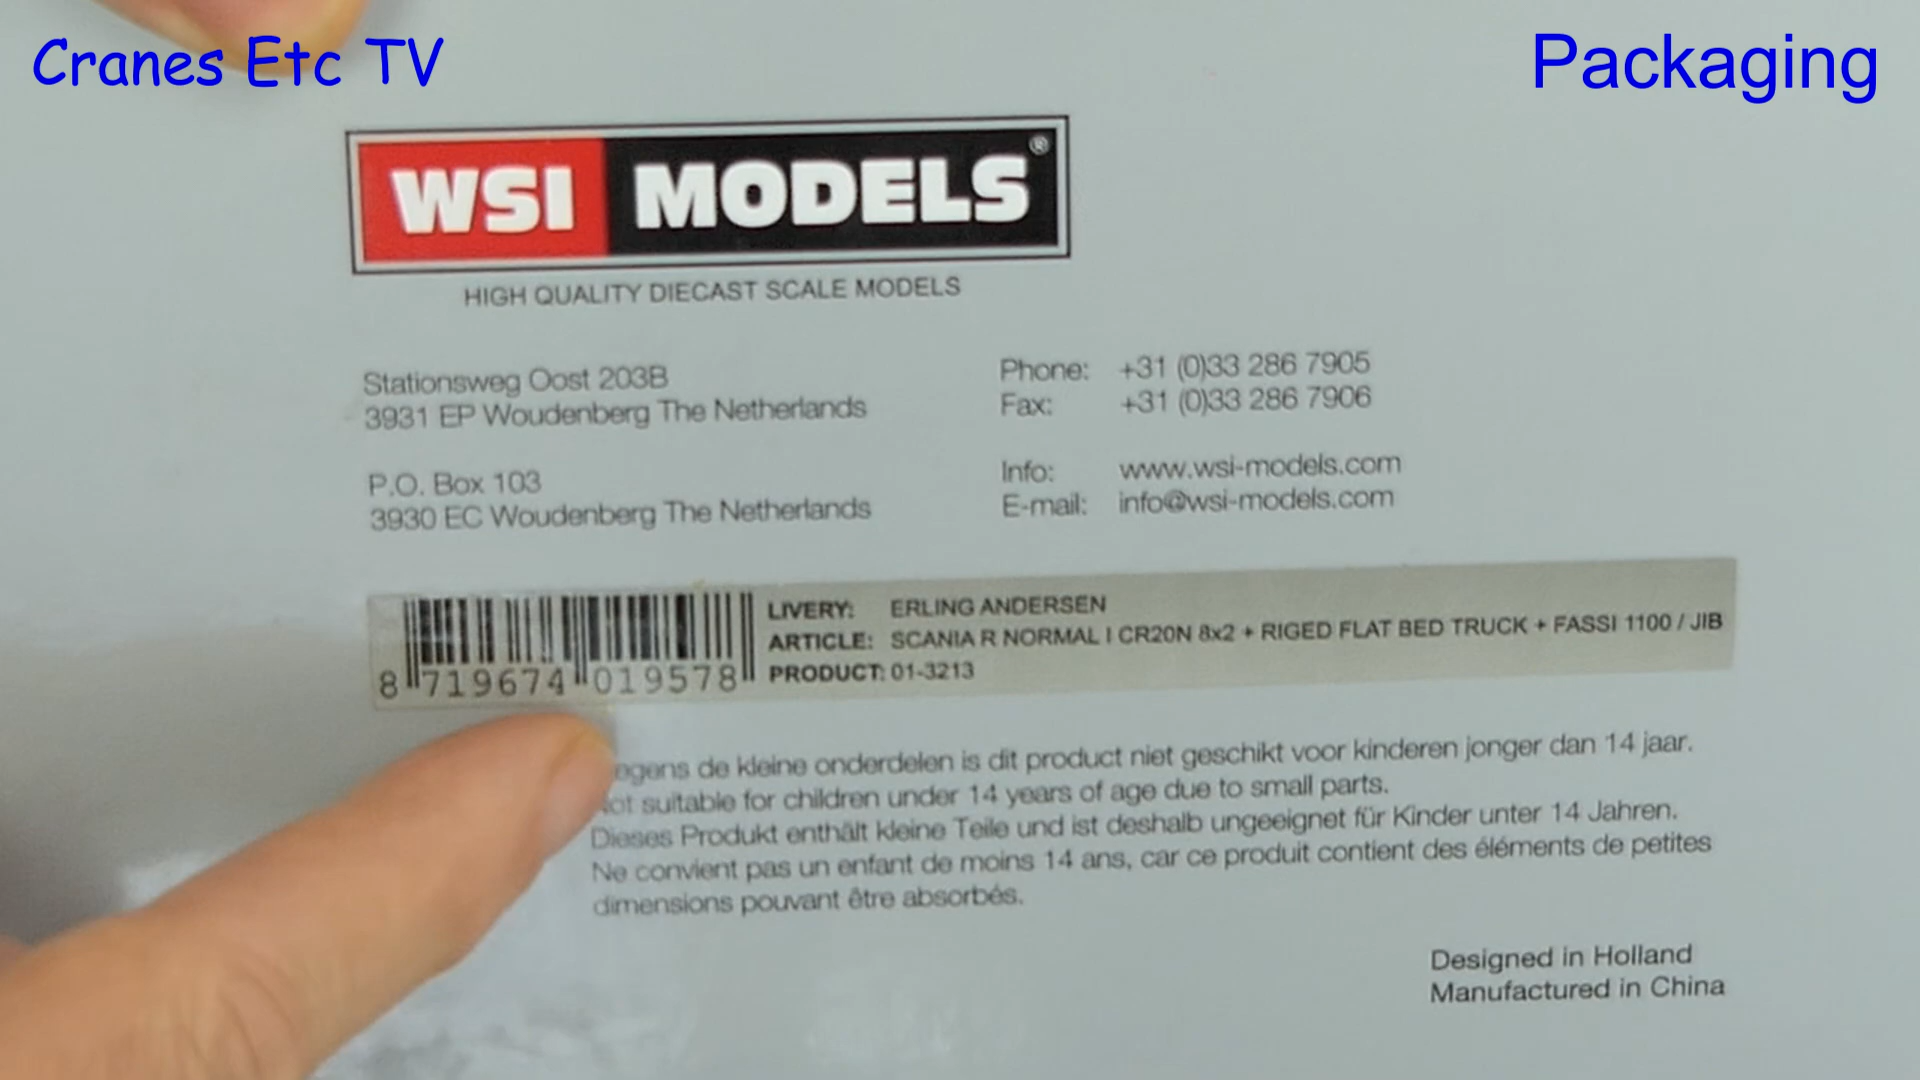 Cranes Etc TV
Packaging
WSI MODELS®
HIGH QUALITY DIECAST SCALE MODELS
Stationsweg Oost 203B
3931 EP Woudenberg The Netherlands
P.O. Box 103
3930 EC Woudenberg The Netherlands
Phone: +31 (0)33 286 7905
Fax: +31 (0)33 286 7906
Info: www.wsi-models.com
E-mail: info@wsi-models.com
8 719674 019578
LIVERY: ERLING ANDERSEN
ARTICLE: SCANIA R NORMAL I CR20N 8x2 + RIGED FLAT BED TRUCK + FASSI 1100 / JIB
PRODUCT: 01-3213
de kleine onderdelen is dit product niet geschikt voor kinderen jonger dan 14 jaar.
suitable for children under 14 years of age due to small parts.
Dieses Produkt enthält kleine Teile und ist deshalb ungeeignet für Kinder unter 14 Jahren.
Ne convient pas un enfant de moins 14 ans, car ce produit contient des éléments de petites
dimensions pouvant être absorbés.
Designed in Holland
Manufactured in China